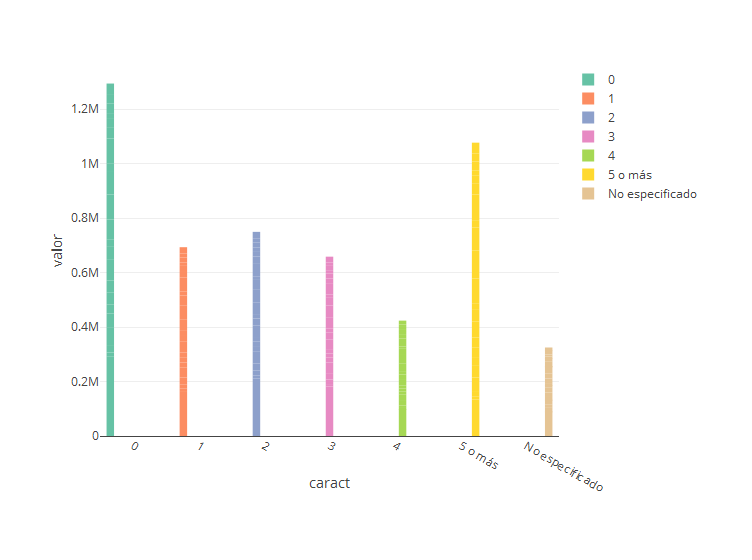 1.2M
1M
0.8M
0.6M
0.4M
0.2M
0
valor
0
1
2
3
4
5 o más
No especificado
caract
0
1
2
3
4
5 o más
No especificado